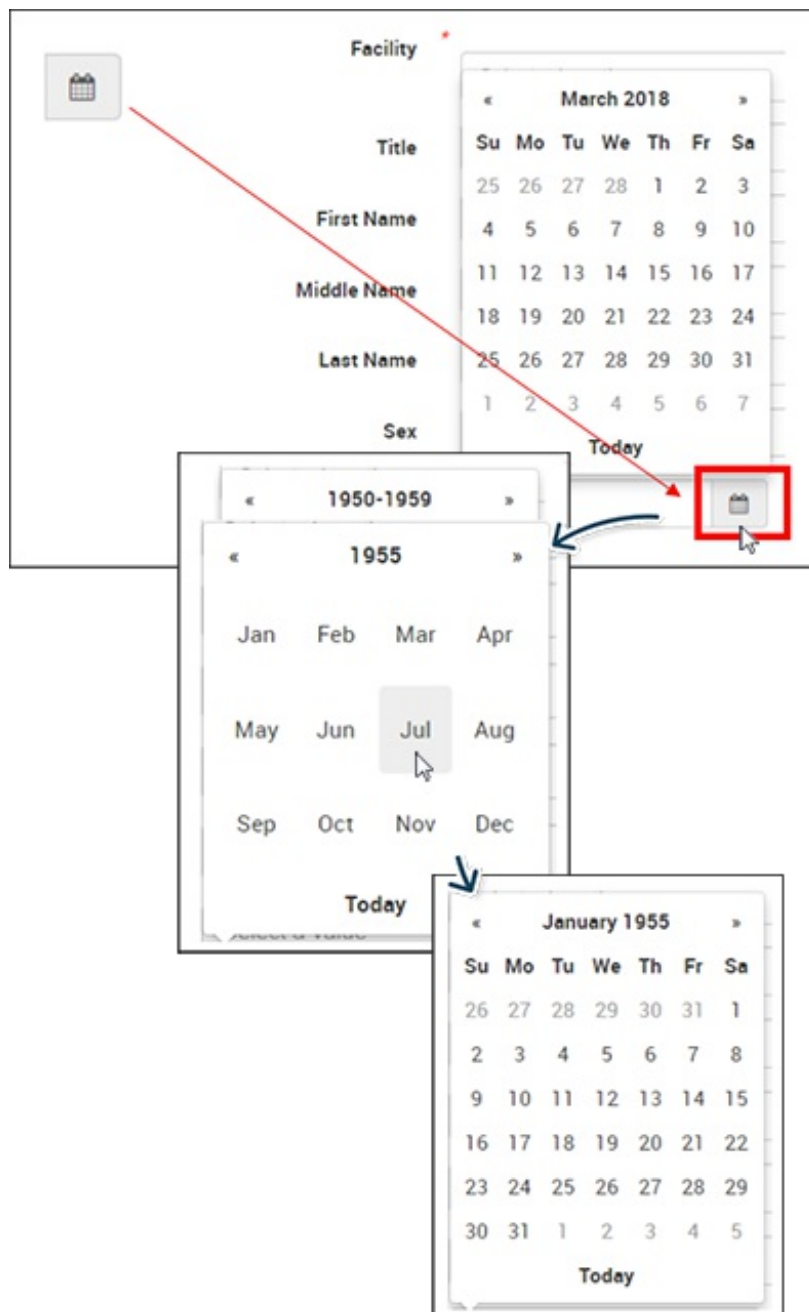 Facility *
« March 2018 »
Su Mo Tu We Th Fr Sa
25 26 27 28 1 2 3
4 5 6 7 8 9 10
11 12 13 14 15 16 17
18 19 20 21 22 23 24
25 26 27 28 29 30 31
1 2 3 4 5 6 7
Today
Title
First Name
Middle Name
Last Name
Sex
« 1950-1959 »
« 1955 »
Jan Feb Mar Apr
May Jun Jul Aug
Sep Oct Nov Dec
Today
« January 1955 »
Su Mo Tu We Th Fr Sa
26 27 28 29 30 31 1
2 3 4 5 6 7 8
9 10 11 12 13 14 15
16 17 18 19 20 21 22
23 24 25 26 27 28 29
30 31 1 2 3 4 5
Today